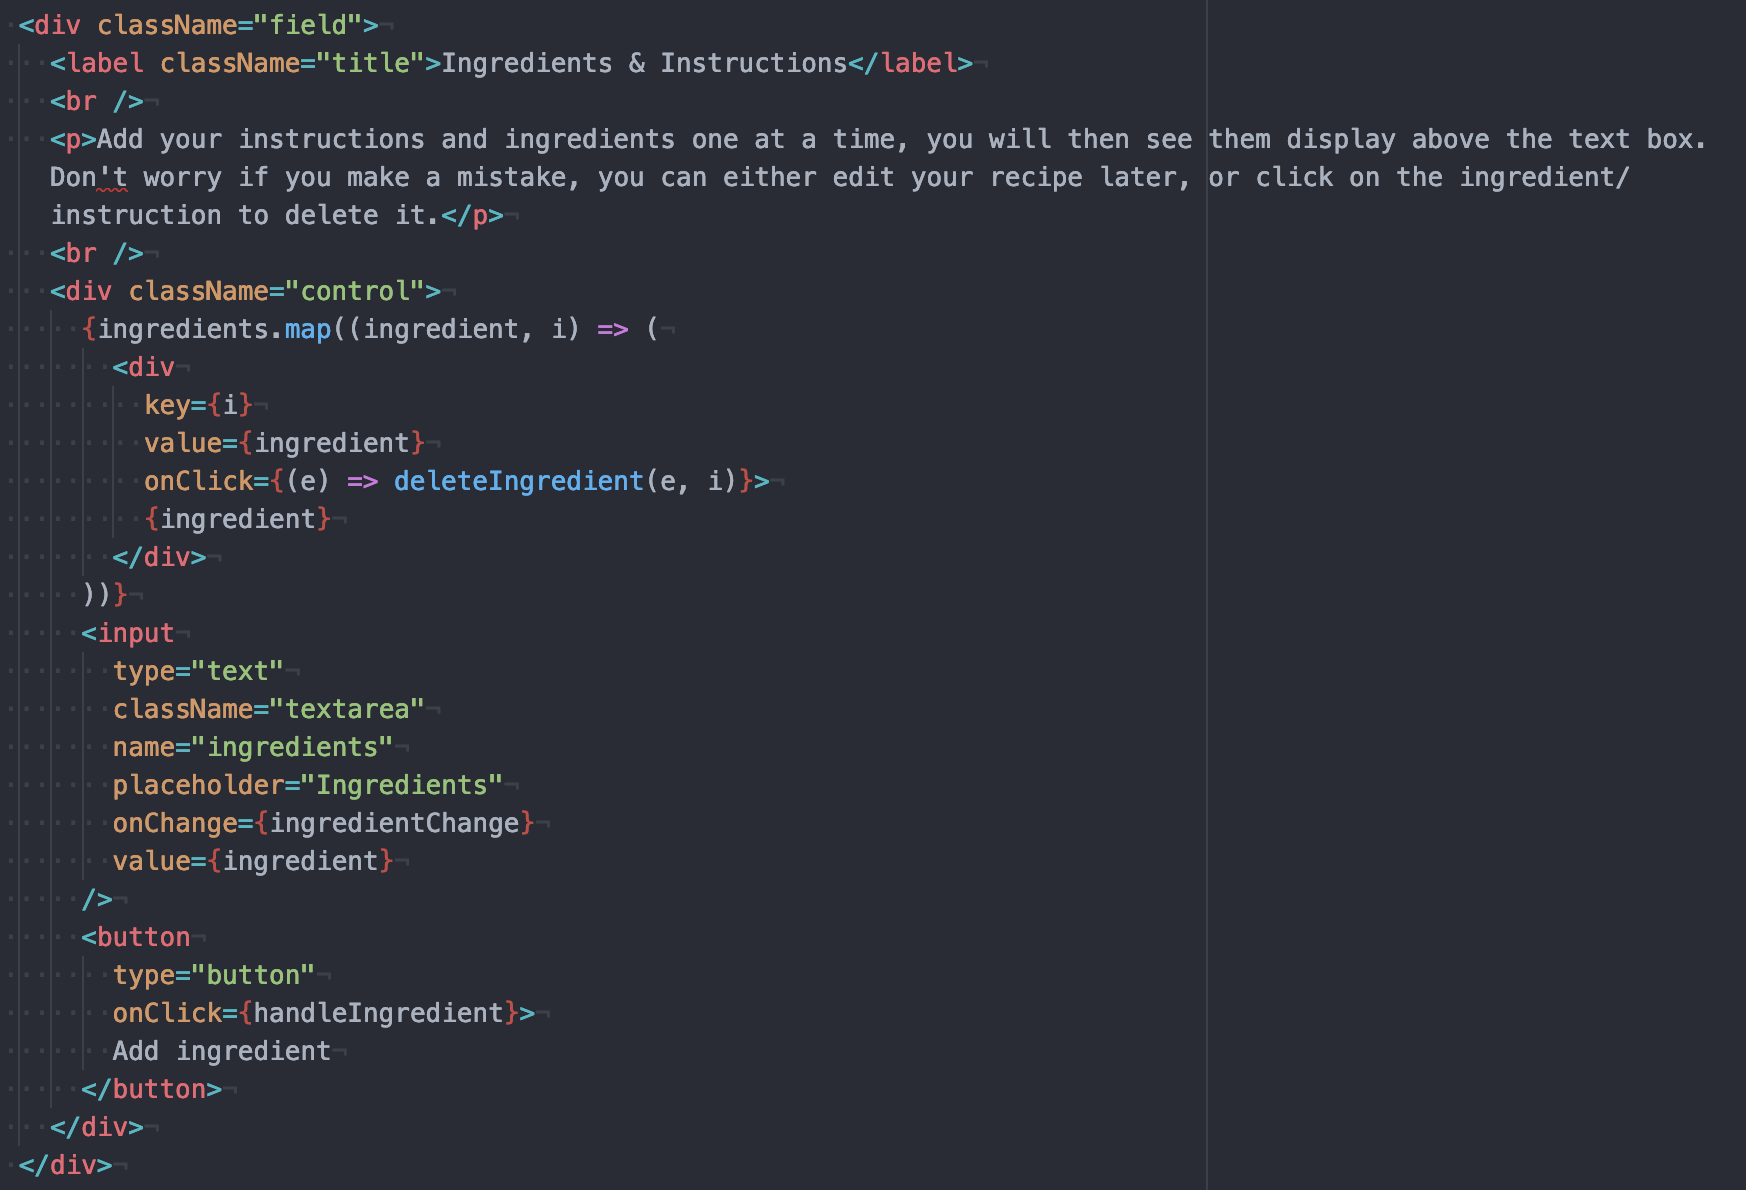 <div className="field">
<label className="title">Ingredients & Instructions</label>
<br />
<p>Add your instructions and ingredients one at a time, you will then see them display above the text box.
Don't worry if you make a mistake, you can either edit your recipe later, or click on the ingredient/
instruction to delete it.</p>
<br />
<div className="control">
{ingredients.map((ingredient, i) => (
<div
key={i}
value={ingredient}
onClick={(e) => deleteIngredient(e, i)}>
{ingredient}
</div>
))}
<input
type="text"
className="textarea"
name="ingredients"
placeholder="Ingredients"
onChange={ingredientChange}
value={ingredient}
/>
<button
type="button"
onClick={handleIngredient}>
Add ingredient
</button>
</div>
</div>